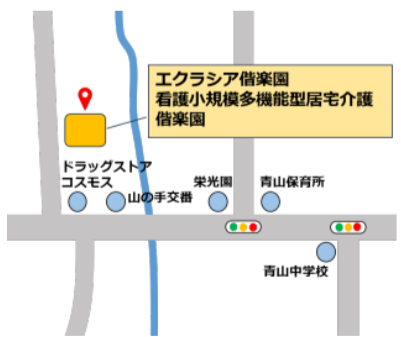 エクラシア偕楽園
看護小規模多機能型居宅介護
偕楽園
ドラッグストア
コスモス
山の手交番
栄光園
青山保育所
青山中学校